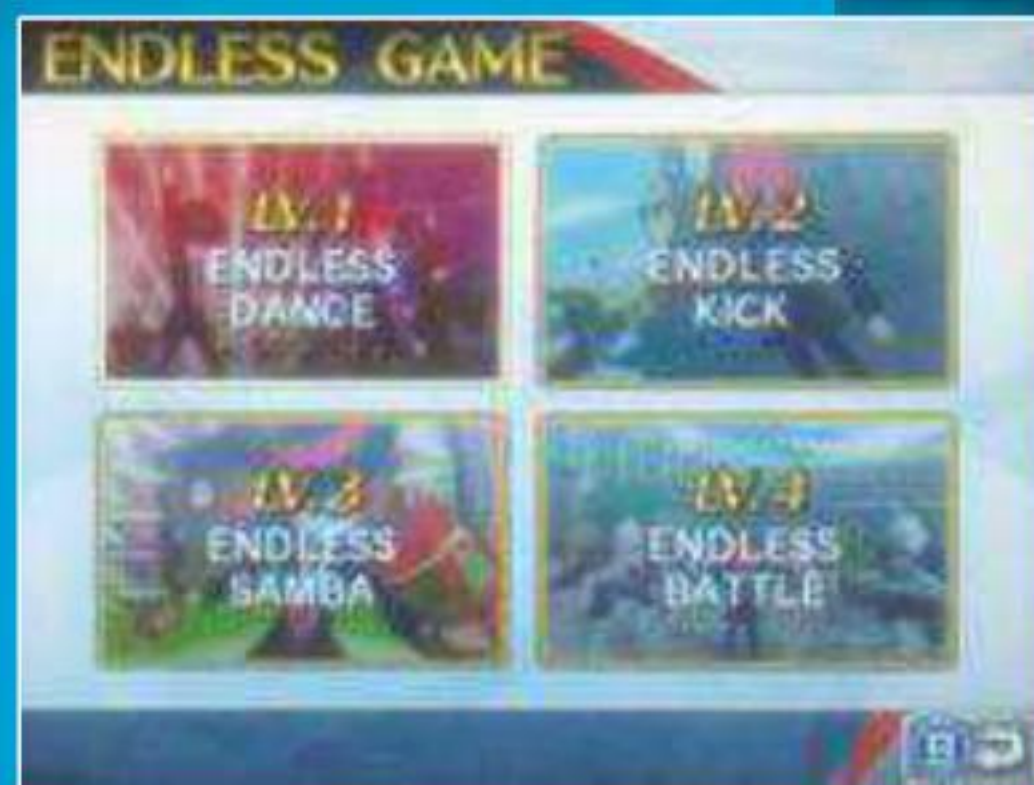 ENDLESS GAME
LV. 1
ENDLESS
DANCE
LV. 2
ENDLESS
KICK
LV. 3
ENDLESS
SAMBA
LV. 4
ENDLESS
BATTLE